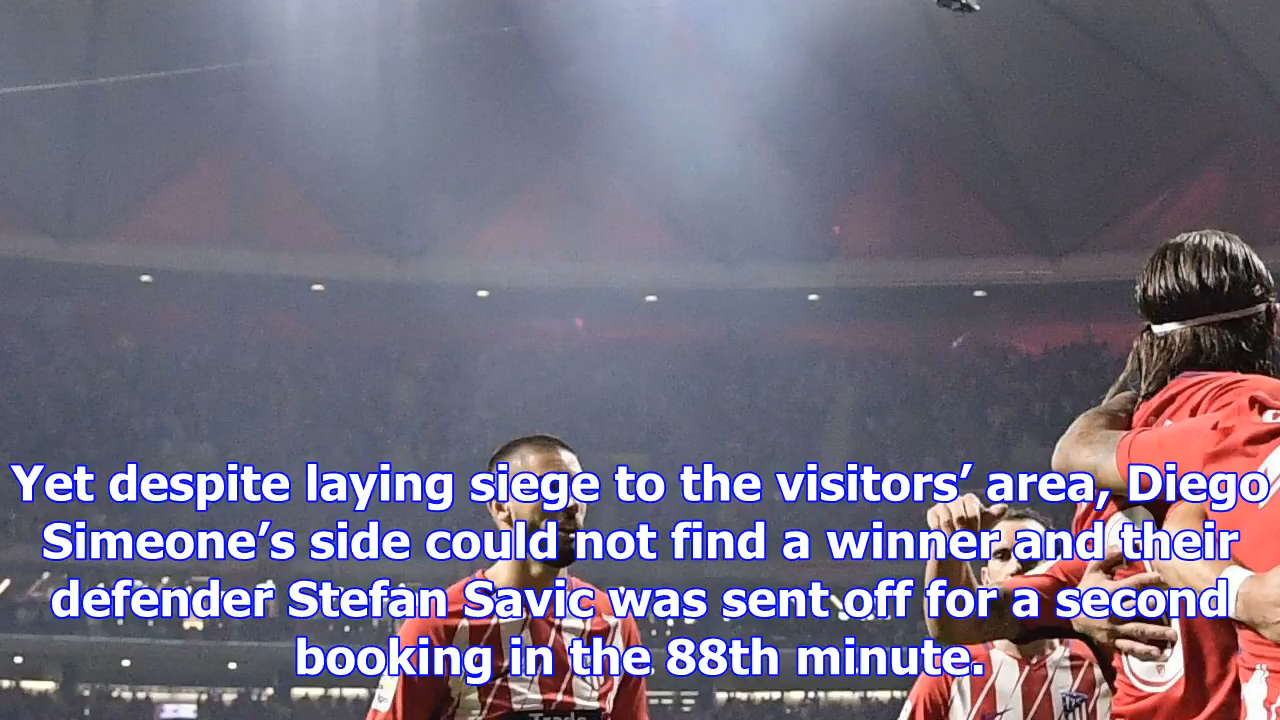 Yet despite laying siege to the visitors’ area, Diego
Simeone’s side could not find a winner and their
defender Stefan Savic was sent off for a second
booking in the 88th minute.